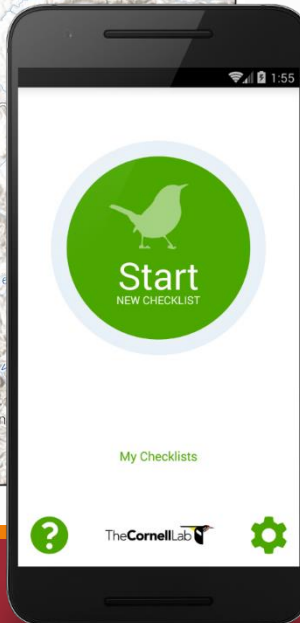 1:55
Start
NEW CHECKLIST
My Checklists
?
TheCornellLab